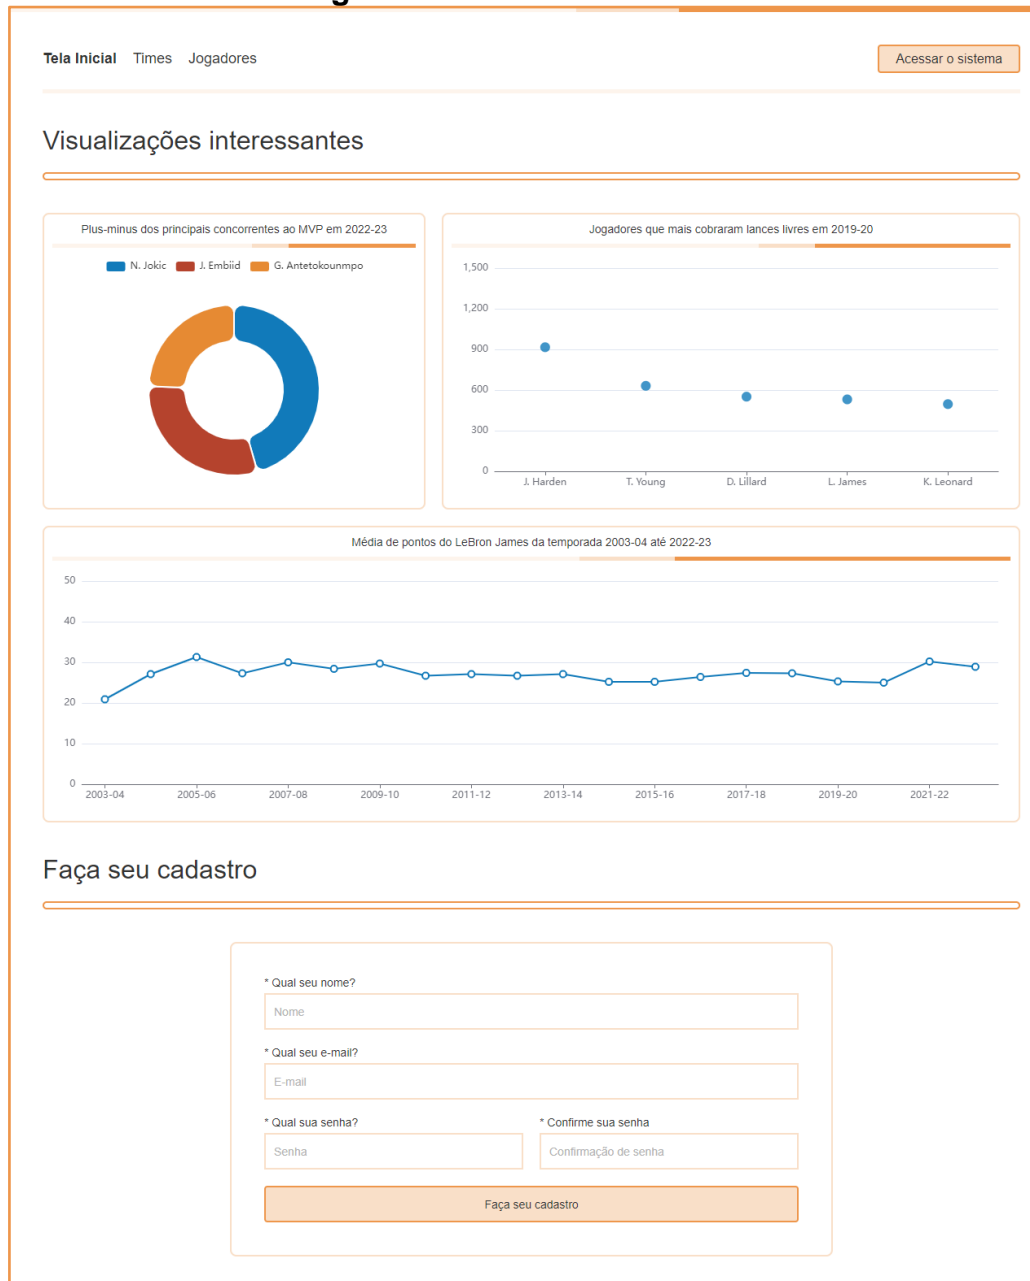 Tela Inicial Times Jogadores Acessar o sistema
Visualizações interessantes
Plus-minus dos principais concorrentes ao MVP em 2022-23
N. Jokic J. Embiid G. Antetokounmpo
Jogadores que mais cobraram lances livres em 2019-20
1,500
1,200
900
600
300
0
J. Harden T. Young D. Lillard L. James K. Leonard
Média de pontos do LeBron James da temporada 2003-04 até 2022-23
50
40
30
20
10
0
2003-04 2005-06 2007-08 2009-10 2011-12 2013-14 2015-16 2017-18 2019-20 2021-22
Faça seu cadastro
* Qual seu nome?
Nome
* Qual seu e-mail?
E-mail
* Qual sua senha? * Confirme sua senha
Senha Confirmação de senha
Faça seu cadastro